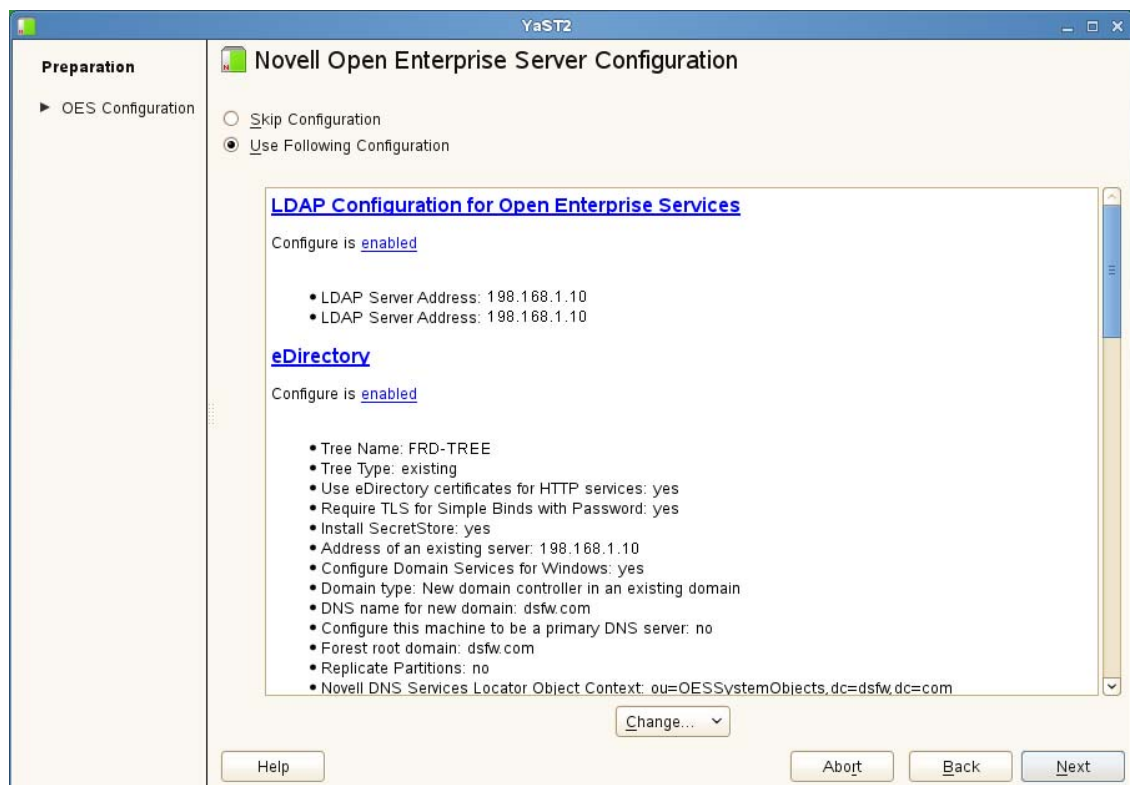 YaST2
Preparation
OES Configuration
Novell Open Enterprise Server Configuration
Skip Configuration
Use Following Configuration
LDAP Configuration for Open Enterprise Services
Configure is enabled
• LDAP Server Address: 198.168.1.10
• LDAP Server Address: 198.168.1.10
eDirectory
Configure is enabled
• Tree Name: FRD-TREE
• Tree Type: existing
• Use eDirectory certificates for HTTP services: yes
• Require TLS for Simple Binds with Password: yes
• Install SecretStore: yes
• Address of an existing server: 198.168.1.10
• Configure Domain Services for Windows: yes
• Domain type: New domain controller in an existing domain
• DNS name for new domain: dsfw.com
• Configure this machine to be a primary DNS server: no
• Forest root domain: dsfw.com
• Replicate Partitions: no
• Novell DNS Services Locator Object Context: ou=OESSystemObjects,dc=dsfw,dc=com
Change...
Help
Abort
Back
Next